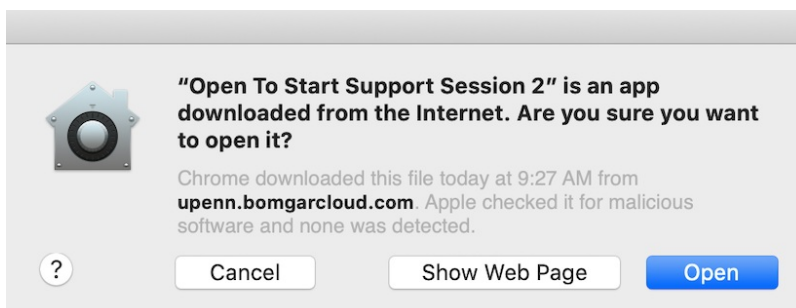 “Open To Start Support Session 2” is an app
downloaded from the Internet. Are you sure you want
to open it?
Chrome downloaded this file today at 9:27 AM from
upenn.bomgarcloud.com. Apple checked it for malicious
software and none was detected.
? Cancel Show Web Page Open